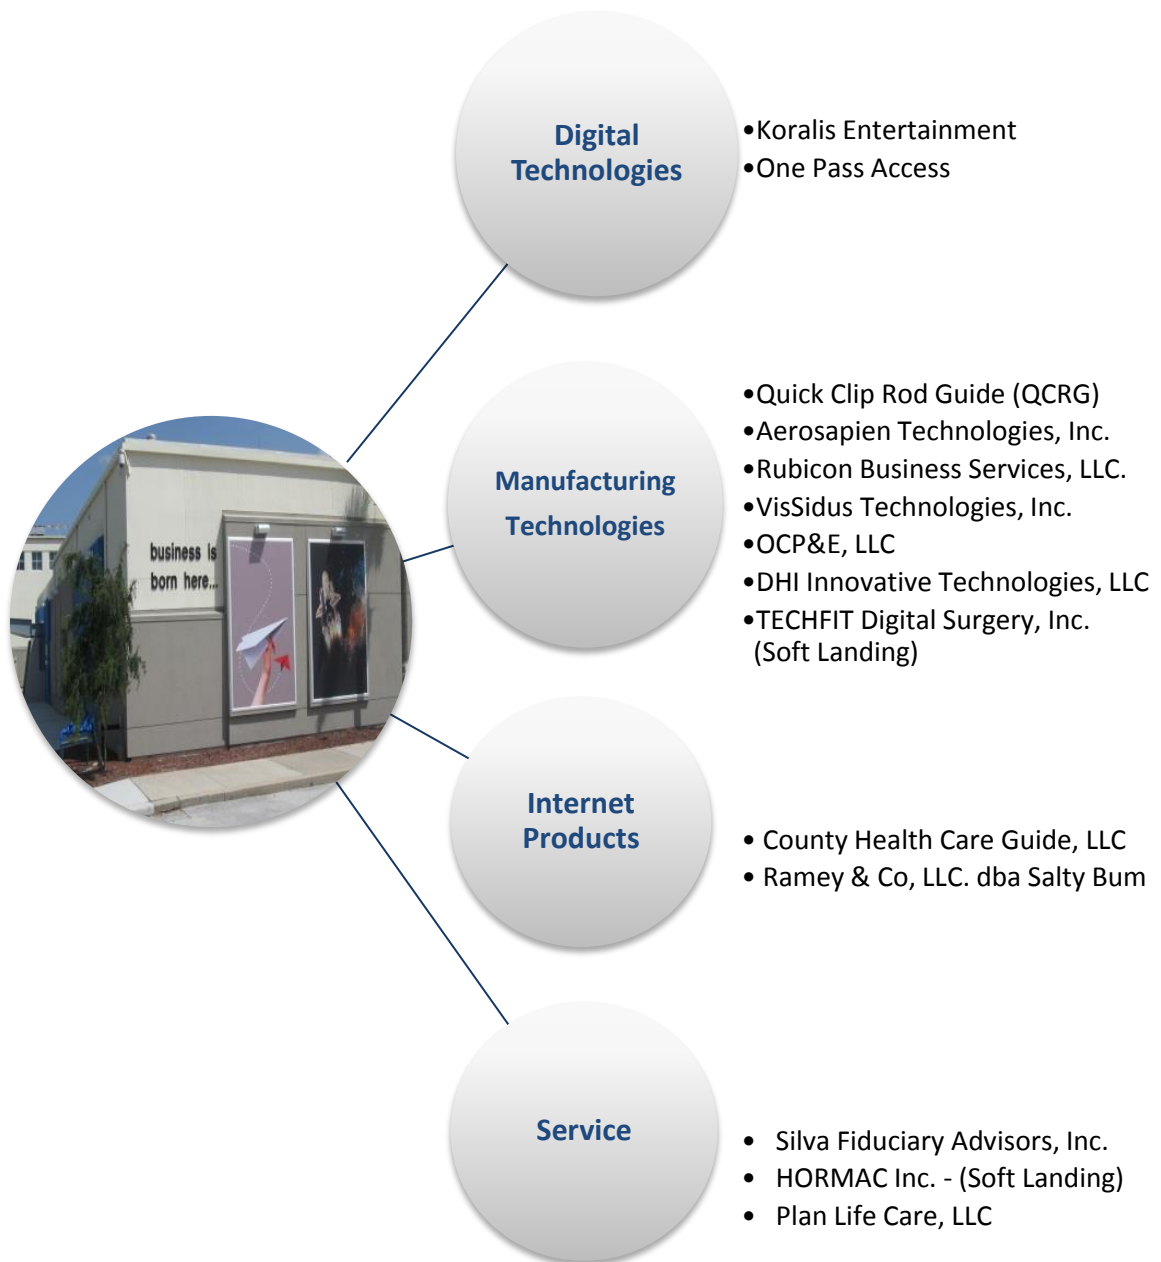 Digital
Technologies
•Koralis Entertainment
•One Pass Access
Manufacturing
Technologies
•Quick Clip Rod Guide (QCRG)
•Aerosapien Technologies, Inc.
•Rubicon Business Services, LLC.
•VisSidus Technologies, Inc.
•OCP&E, LLC
•DHI Innovative Technologies, LLC
•TECHFIT Digital Surgery, Inc.
(Soft Landing)
business is
born here...
Internet
Products
• County Health Care Guide, LLC
• Ramey & Co, LLC. dba Salty Bum
Service
• Silva Fiduciary Advisors, Inc.
• HORMAC Inc. - (Soft Landing)
• Plan Life Care, LLC